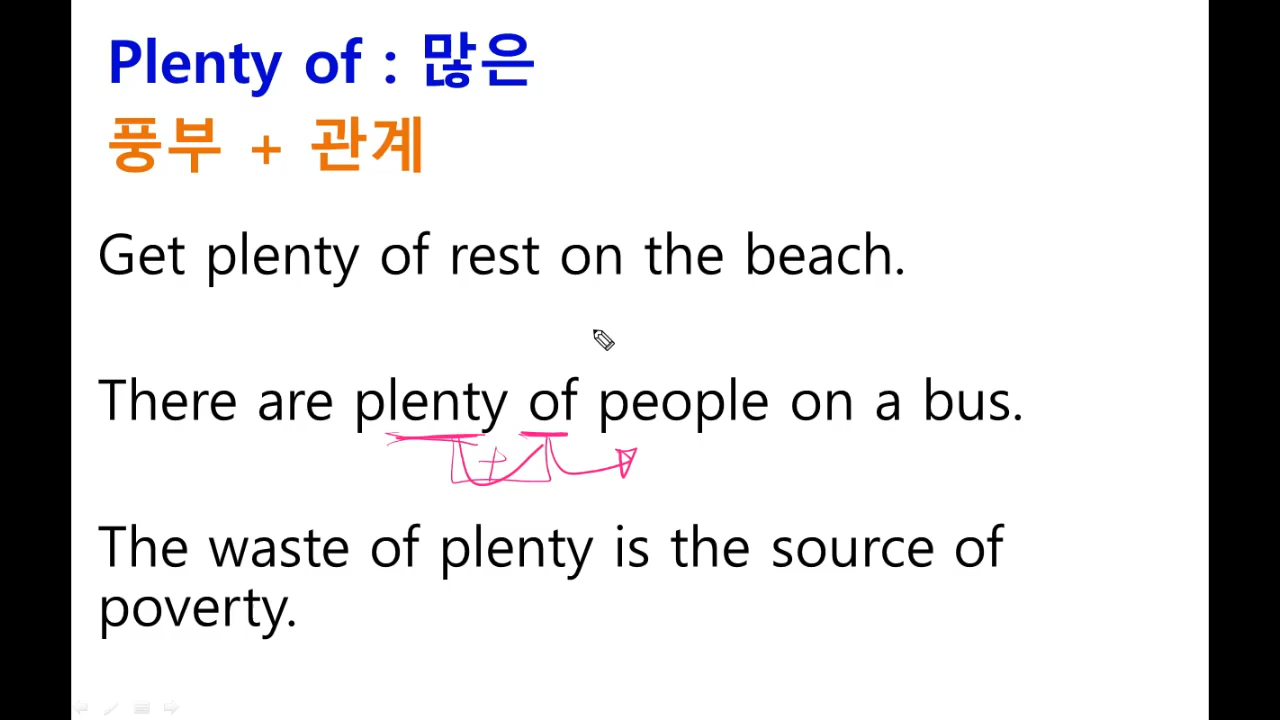 Plenty of : 많은
풍부 + 관계
Get plenty of rest on the beach.
There are plenty of people on a bus.
+
The waste of plenty is the source of
poverty.